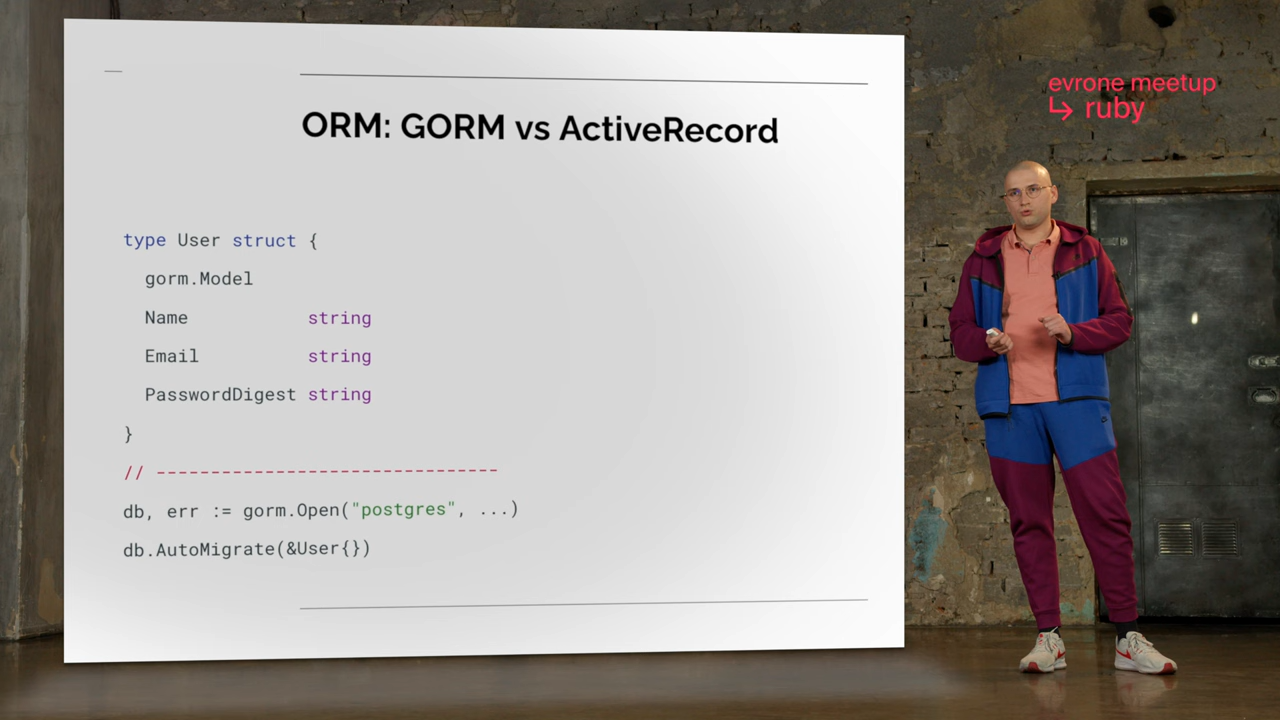 ORM: GORM vs ActiveRecord
type User struct {
gorm.Model
Name string
Email string
PasswordDigest string
}
// --------------------------------
db, err := gorm.Open("postgres", ...)
db.AutoMigrate(&User{})
evrone meetup
↳ ruby